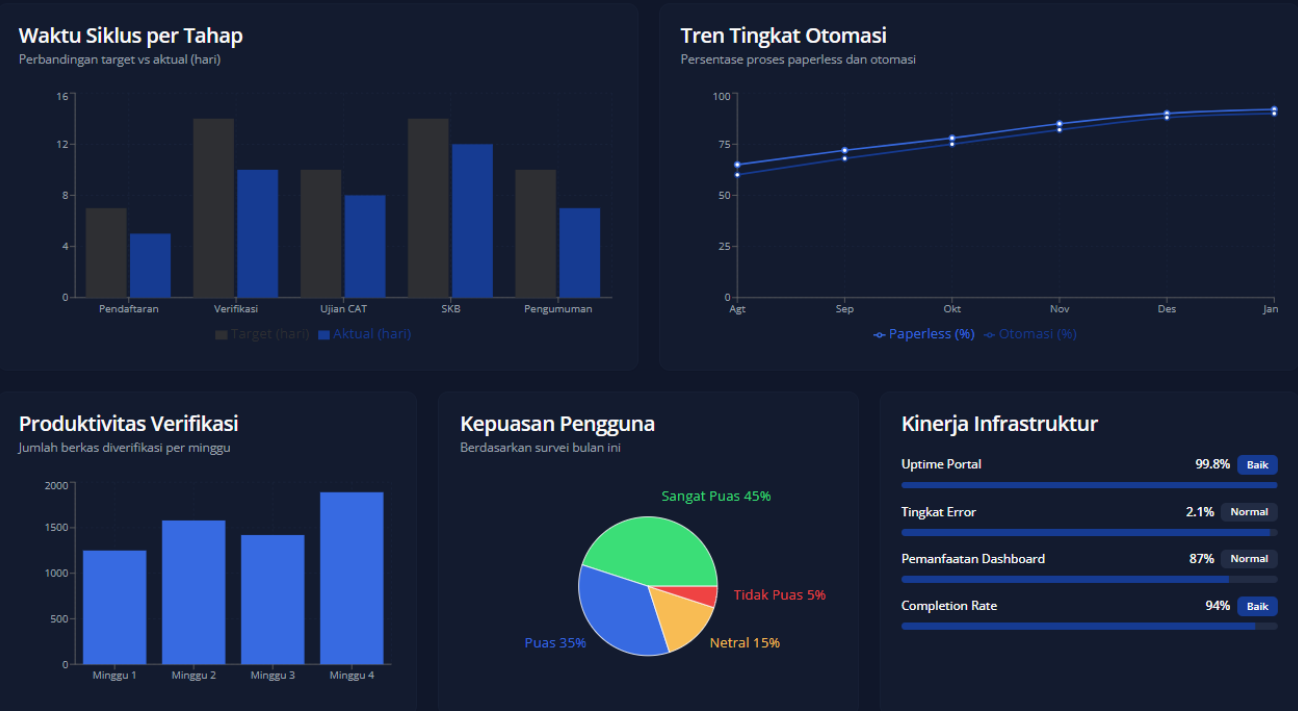 Waktu Siklus per Tahap
Perbandingan target vs aktual (hari)
16
12
8
4
0
Pendaftaran Verifikasi Ujian CAT SKB Pengumuman
Target (hari) Aktual (hari)
Tren Tingkat Otomasi
Persentase proses paperless dan otomasi
100
75
50
25
0
Agt Sep Okt Nov Des Jan
Paperless (%) Otomasi (%)
Produktivitas Verifikasi
Jumlah berkas diverifikasi per minggu
2000
1500
1000
500
0
Minggu 1 Minggu 2 Minggu 3 Minggu 4
Kepuasan Pengguna
Berdasarkan survei bulan ini
Sangat Puas 45%
Tidak Puas 5%
Puas 35%
Netral 15%
Kinerja Infrastruktur
Uptime Portal 99.8% Baik
Tingkat Error 2.1% Normal
Pemanfaatan Dashboard 87% Normal
Completion Rate 94% Baik